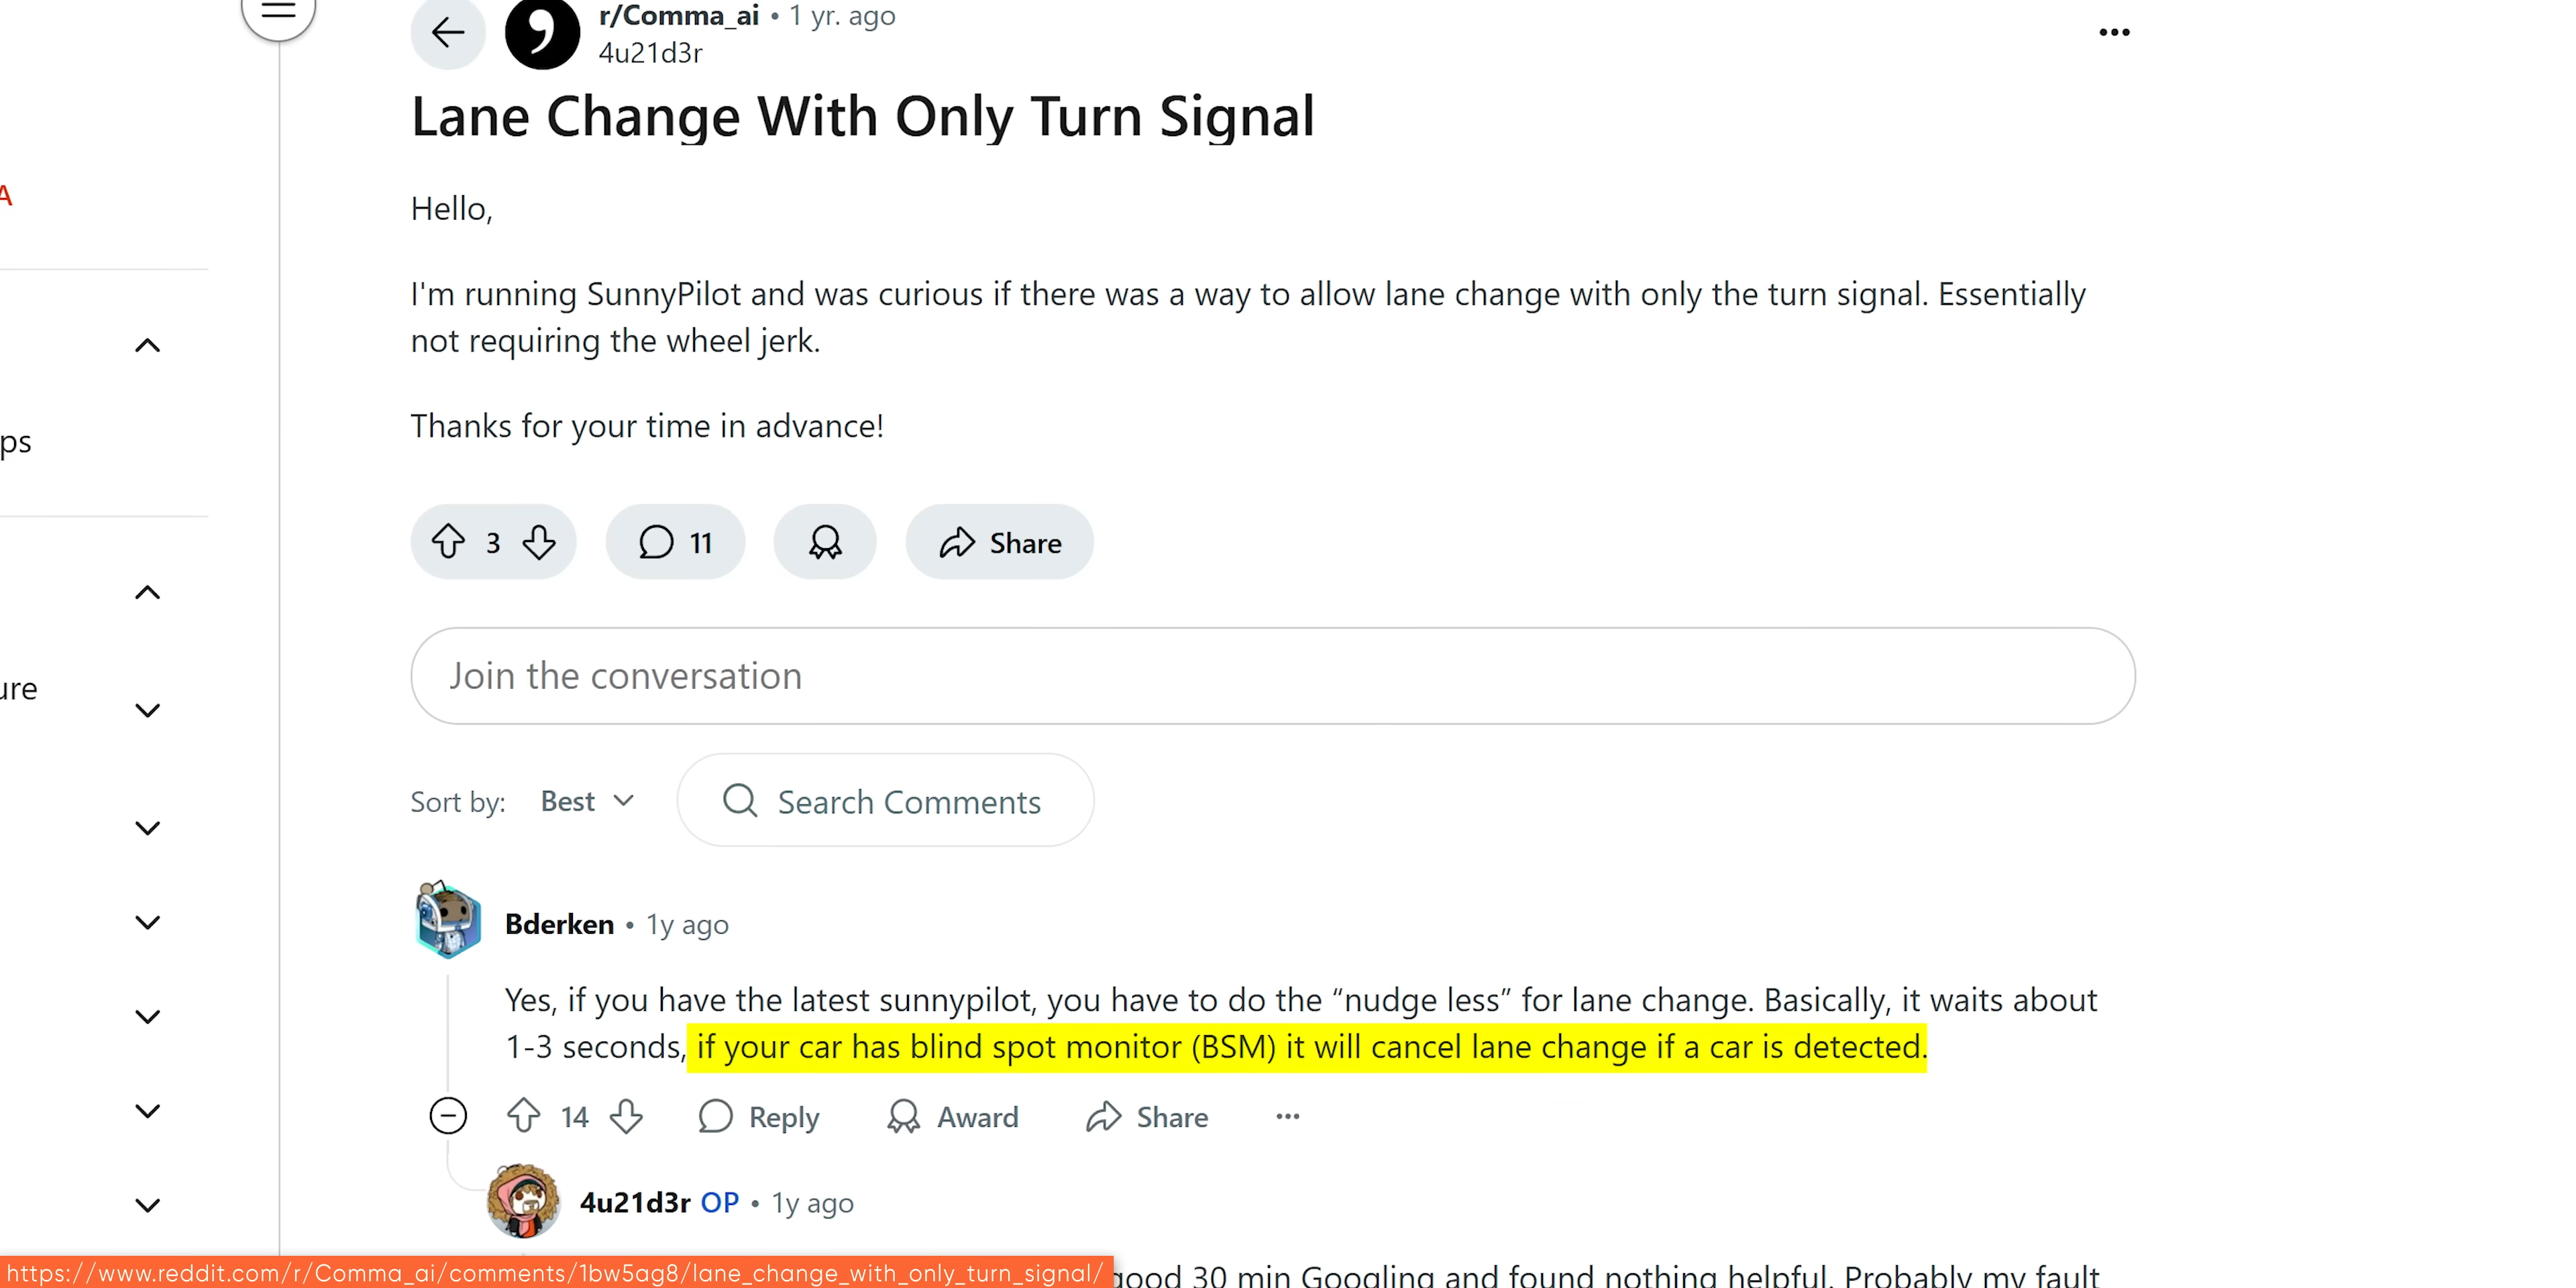 r/Comma_ai • 1 yr. ago
4u21d3r
Lane Change With Only Turn Signal
A
Hello,
I'm running SunnyPilot and was curious if there was a way to allow lane change with only the turn signal. Essentially
not requiring the wheel jerk.
Thanks for your time in advance!
ps
3
11
Share
ure
Join the conversation
Sort by: Best
Search Comments
Bderken • 1y ago
Yes, if you have the latest sunnypilot, you have to do the “nudge less” for lane change. Basically, it waits about
1-3 seconds, if your car has blind spot monitor (BSM) it will cancel lane change if a car is detected.
14 Reply Award Share
4u21d3r OP • 1y ago
good 30 min Googling and found nothing helpful. Probably my fault
https://www.reddit.com/r/Comma_ai/comments/1bw5ag8/lane_change_with_only_turn_signal/